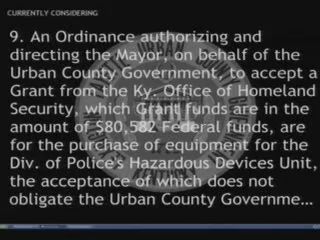 CURRENTLY CONSIDERING
9. An Ordinance authorizing and
directing the Mayor, on behalf of the
Urban County Government, to accept a
Grant from the Ky. Office of Homeland
Security, which Grant funds are in the
amount of $80,582 Federal funds, are
for the purchase of equipment for the
Div. of Police's Hazardous Devices Unit,
the acceptance of which does not
obligate the Urban County Governme...